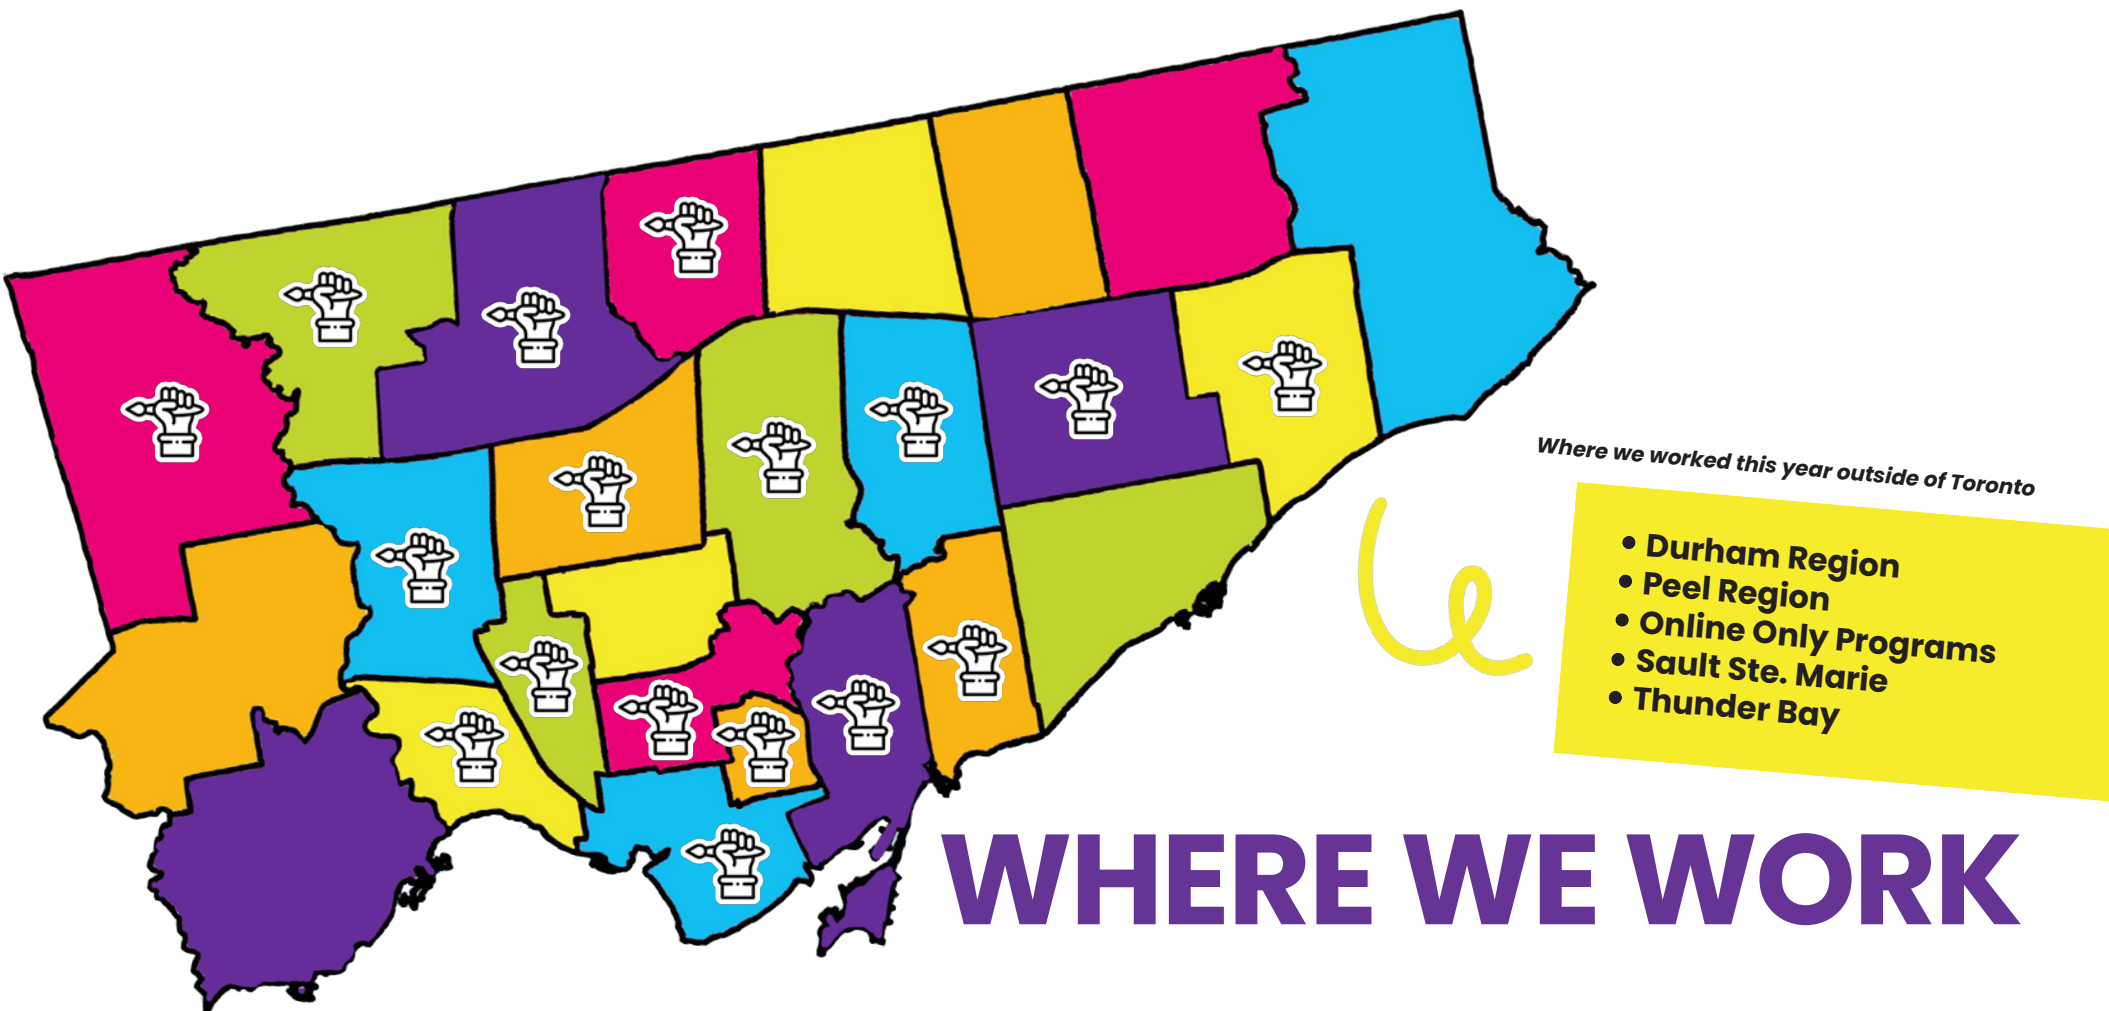 Where we worked this year outside of Toronto
• Durham Region
• Peel Region
• Online Only Programs
• Sault Ste. Marie
• Thunder Bay
WHERE WE WORK